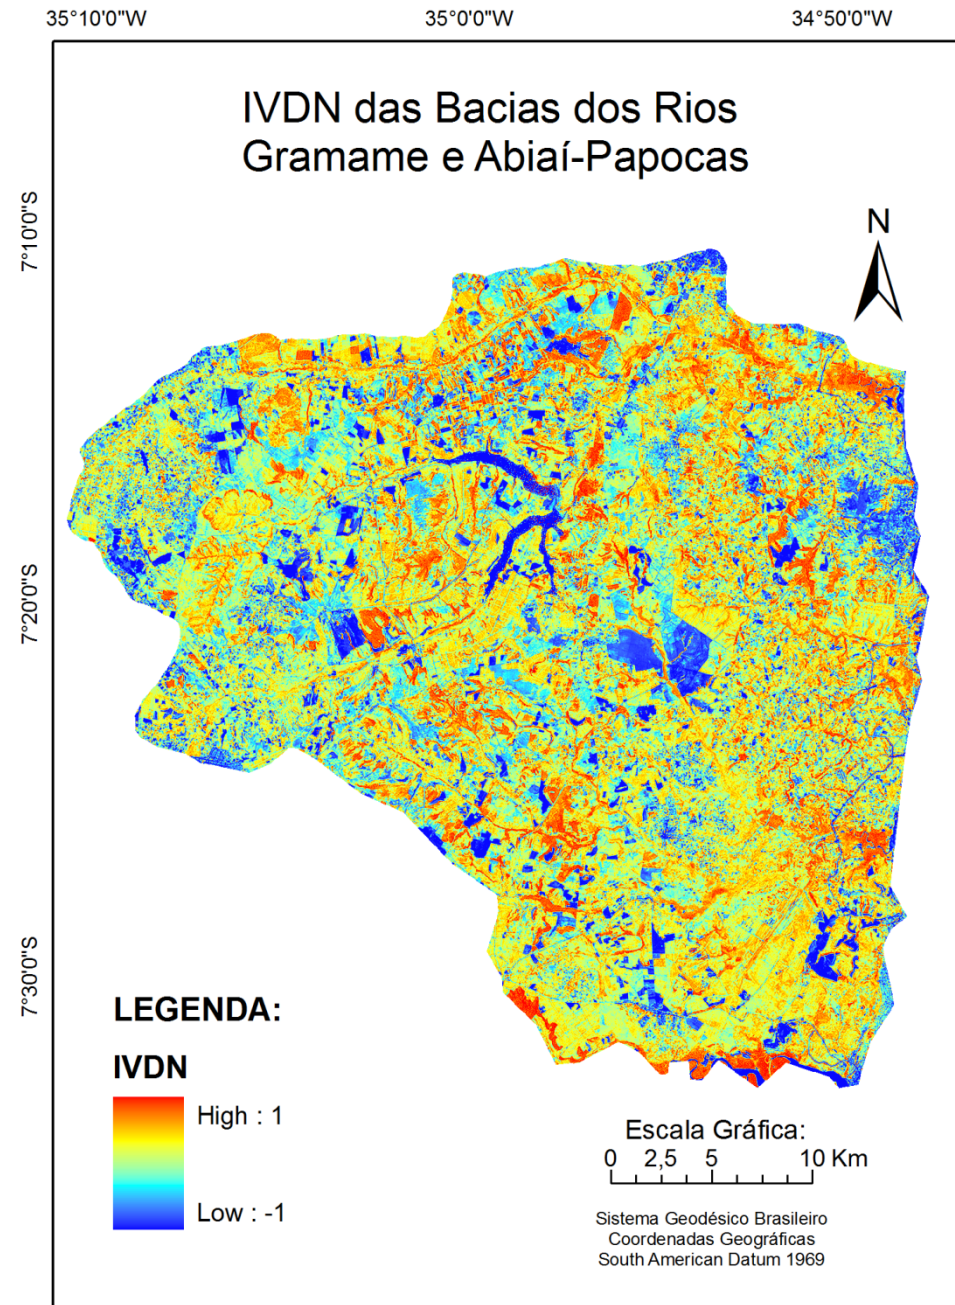 35°10'0"W 35°0'0"W 34°50'0"W
IVDN das Bacias dos Rios
Gramame e Abiaí-Papocas
7°10'0"S
N
7°20'0"S
7°30'0"S
LEGENDA:
IVDN
High : 1
Low : -1
Escala Gráfica:
0 2,5 5 10 Km
Sistema Geodésico Brasileiro
Coordenadas Geográficas
South American Datum 1969